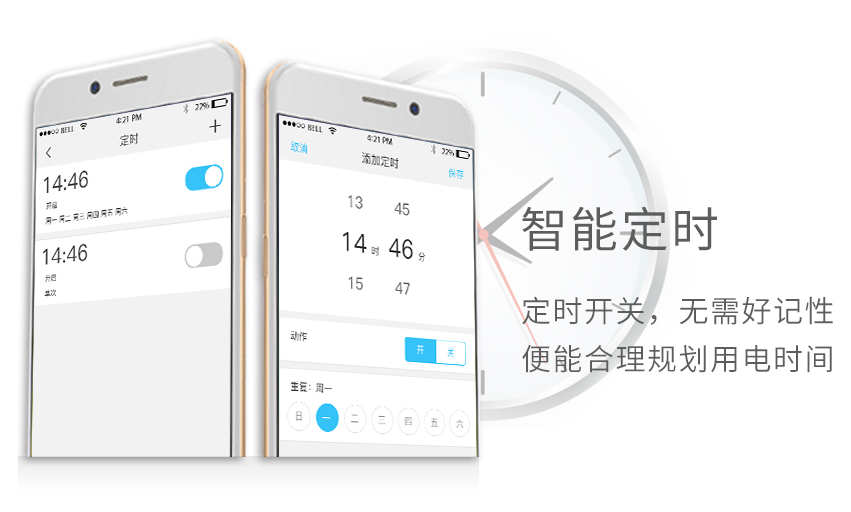 ●●●○○ BELL 4:21 PM 22%
定时
14:46
开启
周一 周二 周三 周四 周五 周六
14:46
开启
单次
●●●○○ BELL 4:21 PM 22%
取消 添加定时 保存
13 45
14 时 46 分
15 47
动作 开 关
重复：周一
日 一 二 三 四 五 六
智能定时
定时开关，无需好记性
便能合理规划用电时间